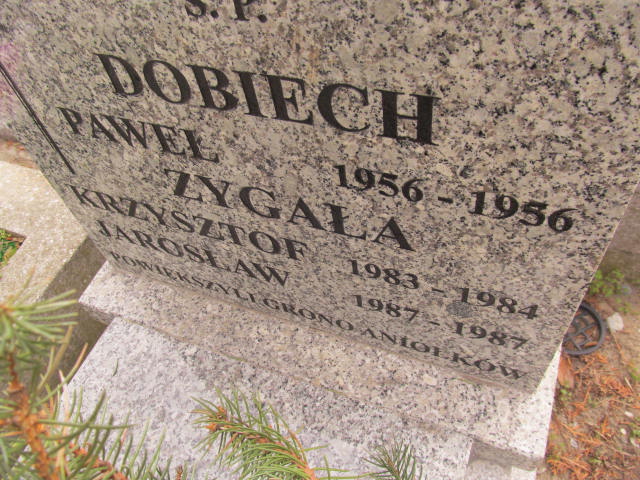 Ś.P.
DOBIECH
PAWEŁ 1956 - 1956
ZYGAŁA
KRZYSZTOF 1983 - 1984
JAROSŁAW 1987 - 1987
POWIĘKSZYLI GRONO ANIOŁKÓW